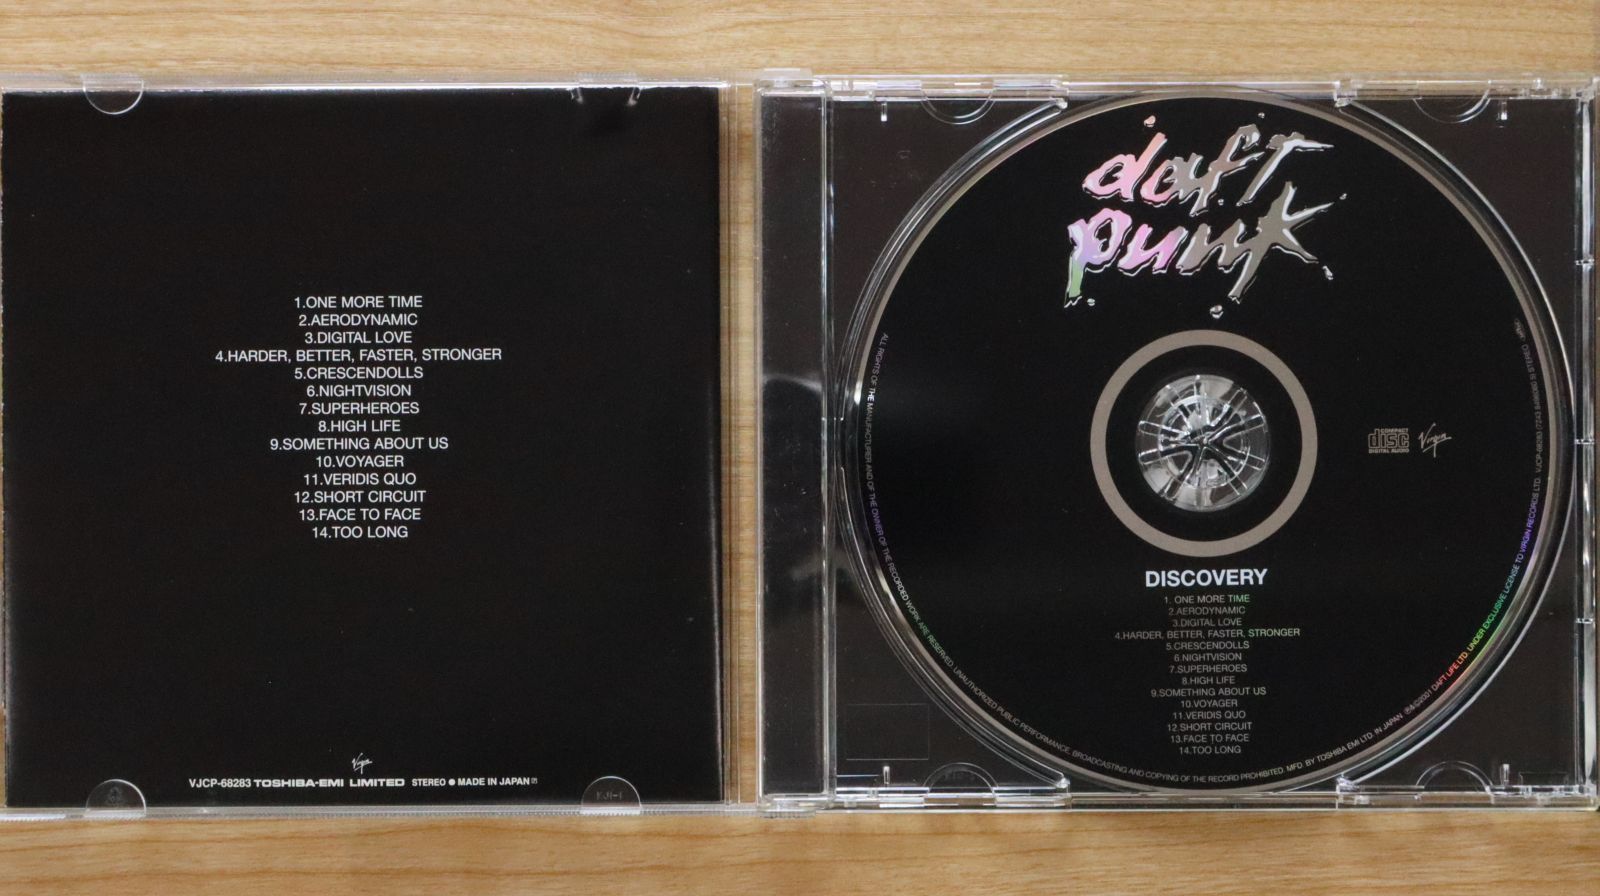 1.ONE MORE TIME
2.AERODYNAMIC
3.DIGITAL LOVE
4.HARDER, BETTER, FASTER, STRONGER
5.CRESCENDOLLS
6.NIGHTVISION
7.SUPERHEROES
8.HIGH LIFE
9.SOMETHING ABOUT US
10.VOYAGER
11.VERIDIS QUO
12.SHORT CIRCUIT
13.FACE TO FACE
14.TOO LONG
Virgin
VJCP-68283 TOSHIBA-EMI LIMITED STEREO ● MADE IN JAPAN Ⓟ
daft
punk
COMPACT
disc
DIGITAL AUDIO
Virgin
DISCOVERY
1. ONE MORE TIME
2.AERODYNAMIC
3.DIGITAL LOVE
4.HARDER, BETTER, FASTER, STRONGER
5.CRESCENDOLLS
6.NIGHTVISION
7.SUPERHEROES
8.HIGH LIFE
9.SOMETHING ABOUT US
10.VOYAGER
11.VERIDIS QUO
12.SHORT CIRCUIT
13.FACE TO FACE
14.TOO LONG
ALL RIGHTS OF THE MANUFACTURER AND OF THE OWNER OF THE RECORDED WORK ARE RESERVED. UNAUTHORIZED PUBLIC PERFORMANCE, BROADCASTING AND COPYING OF THE RECORD PROHIBITED. MFD. BY TOSHIBA EMI LTD. IN JAPAN ℗&©2001 DAFT LIFE LTD. UNDER EXCLUSIVE LICENSE TO VIRGIN RECORDS LTD. VJCP-68283 STEREO